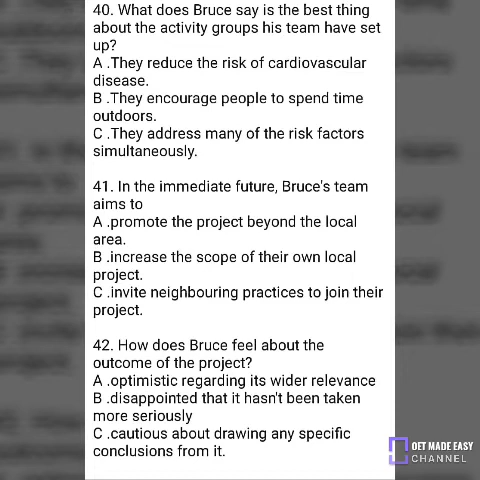 40. What does Bruce say is the best thing
about the activity groups his team have set
up?
A .They reduce the risk of cardiovascular
disease.
B .They encourage people to spend time
outdoors.
C .They address many of the risk factors
simultaneously.
41. In the immediate future, Bruce's team
aims to
A .promote the project beyond the local
area.
B .increase the scope of their own local
project.
C .invite neighbouring practices to join their
project.
42. How does Bruce feel about the
outcome of the project?
A .optimistic regarding its wider relevance
B .disappointed that it hasn't been taken
more seriously
C .cautious about drawing any specific
conclusions from it.
OET MADE EASY
CHANNEL